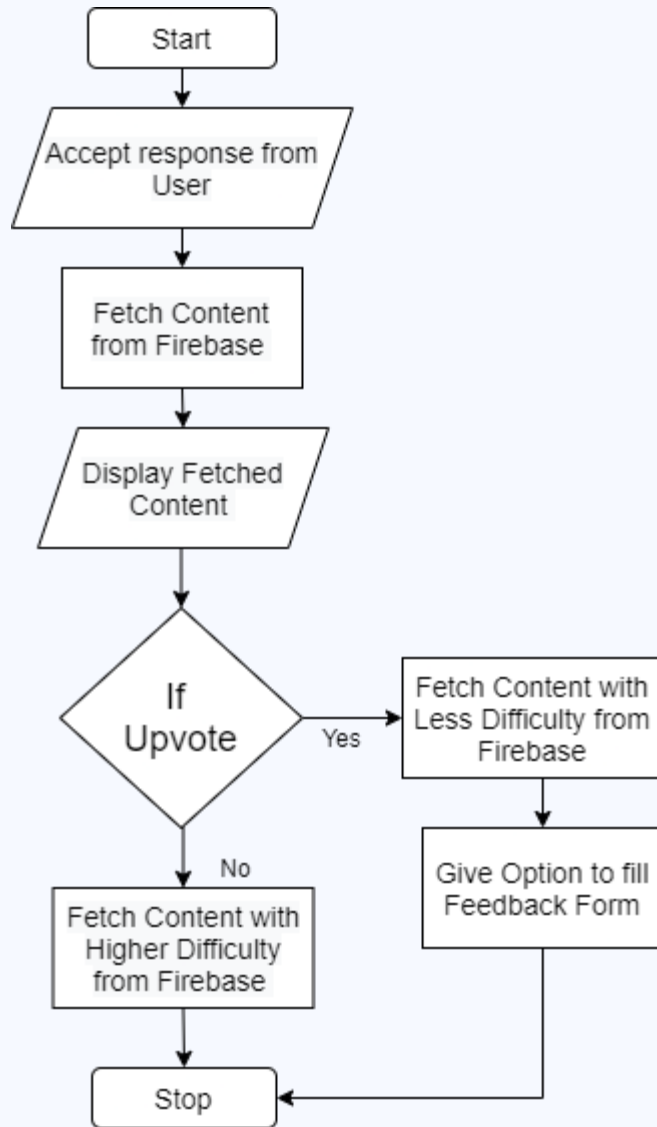 Start
Accept response from
User
Fetch Content
from Firebase
Display Fetched
Content
If
Upvote
Yes
Fetch Content with
Less Difficulty from
Firebase
Give Option to fill
Feedback Form
No
Fetch Content with
Higher Difficulty
from Firebase
Stop